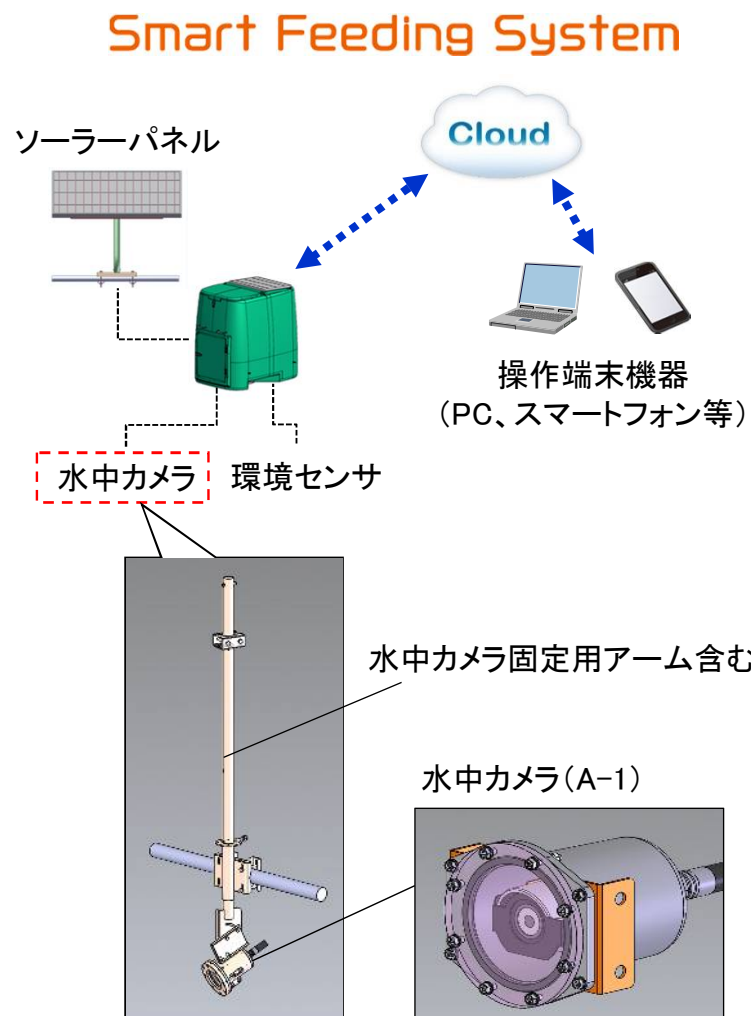 Smart Feeding System
ソーラーパネル
Cloud
操作端末機器
（PC、スマートフォン等）
水中カメラ
環境センサ
水中カメラ固定用アーム含む
水中カメラ（A-1）